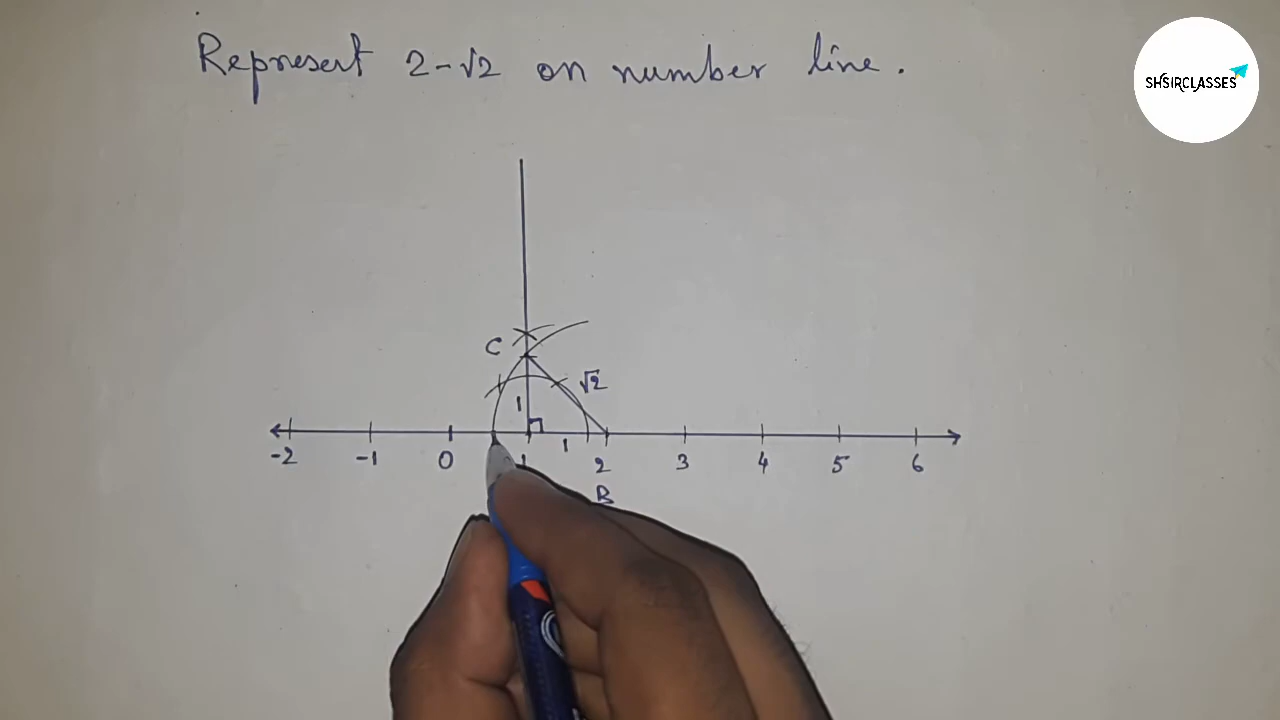 Represent 2-√2 on number line.
SHSIRCLASSES
C
√2
1
1
-2 -1 0 1 2 3 4 5 6
B